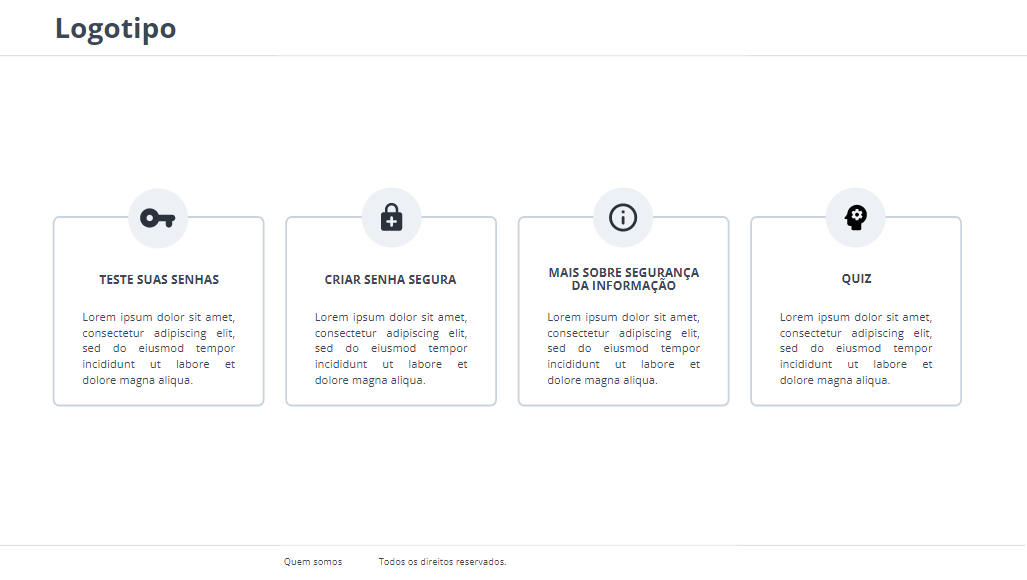 Logotipo
TESTE SUAS SENHAS
Lorem ipsum dolor sit amet,
consectetur adipiscing elit,
sed do eiusmod tempor
incididunt ut labore et
dolore magna aliqua.
CRIAR SENHA SEGURA
Lorem ipsum dolor sit amet,
consectetur adipiscing elit,
sed do eiusmod tempor
incididunt ut labore et
dolore magna aliqua.
MAIS SOBRE SEGURANÇA
DA INFORMAÇÃO
Lorem ipsum dolor sit amet,
consectetur adipiscing elit,
sed do eiusmod tempor
incididunt ut labore et
dolore magna aliqua.
QUIZ
Lorem ipsum dolor sit amet,
consectetur adipiscing elit,
sed do eiusmod tempor
incididunt ut labore et
dolore magna aliqua.
Quem somos Todos os direitos reservados.